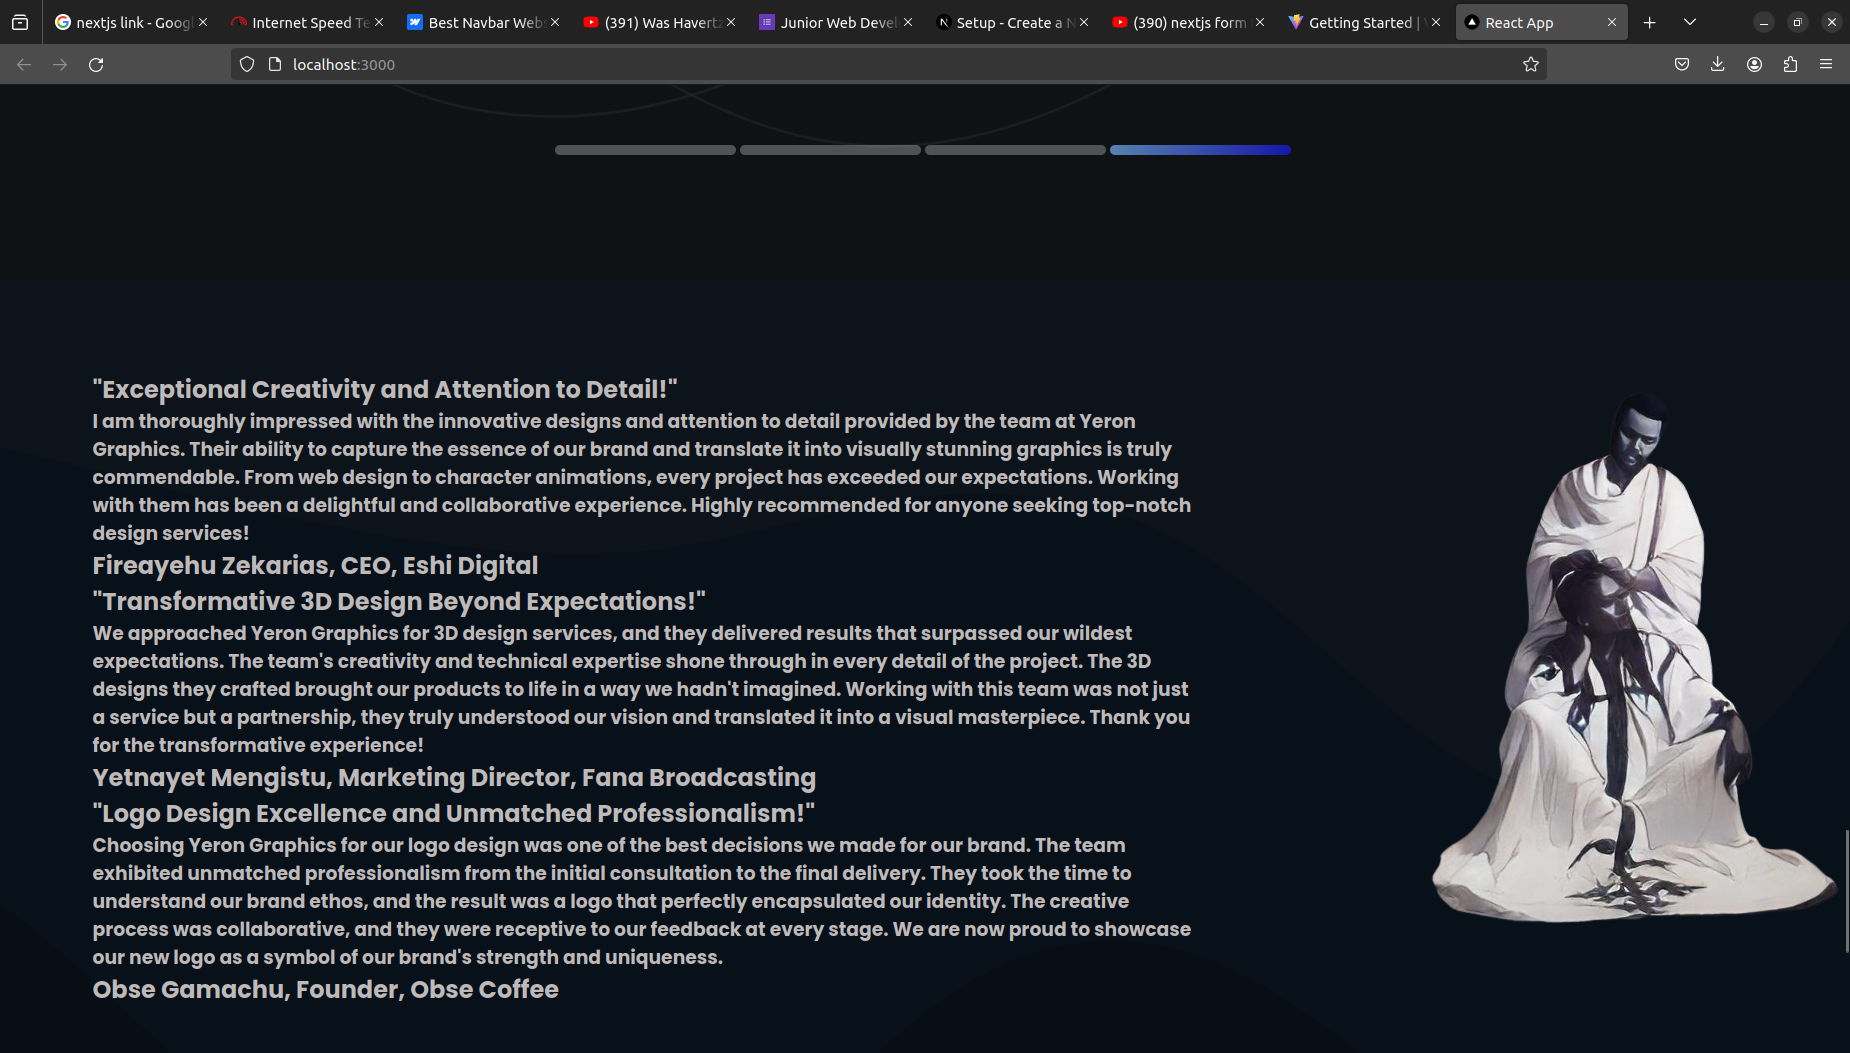 nextjs link - Googl
Internet Speed Te
Best Navbar Webs
(391) Was Havertz
Junior Web Devel
Setup - Create a N
(390) nextjs form
Getting Started |
React App
localhost:3000
"Exceptional Creativity and Attention to Detail!"
I am thoroughly impressed with the innovative designs and attention to detail provided by the team at Yeron
Graphics. Their ability to capture the essence of our brand and translate it into visually stunning graphics is truly
commendable. From web design to character animations, every project has exceeded our expectations. Working
with them has been a delightful and collaborative experience. Highly recommended for anyone seeking top-notch
design services!
Fireayehu Zekarias, CEO, Eshi Digital
"Transformative 3D Design Beyond Expectations!"
We approached Yeron Graphics for 3D design services, and they delivered results that surpassed our wildest
expectations. The team's creativity and technical expertise shone through in every detail of the project. The 3D
designs they crafted brought our products to life in a way we hadn't imagined. Working with this team was not just
a service but a partnership, they truly understood our vision and translated it into a visual masterpiece. Thank you
for the transformative experience!
Yetnayet Mengistu, Marketing Director, Fana Broadcasting
"Logo Design Excellence and Unmatched Professionalism!"
Choosing Yeron Graphics for our logo design was one of the best decisions we made for our brand. The team
exhibited unmatched professionalism from the initial consultation to the final delivery. They took the time to
understand our brand ethos, and the result was a logo that perfectly encapsulated our identity. The creative
process was collaborative, and they were receptive to our feedback at every stage. We are now proud to showcase
our new logo as a symbol of our brand's strength and uniqueness.
Obse Gamachu, Founder, Obse Coffee